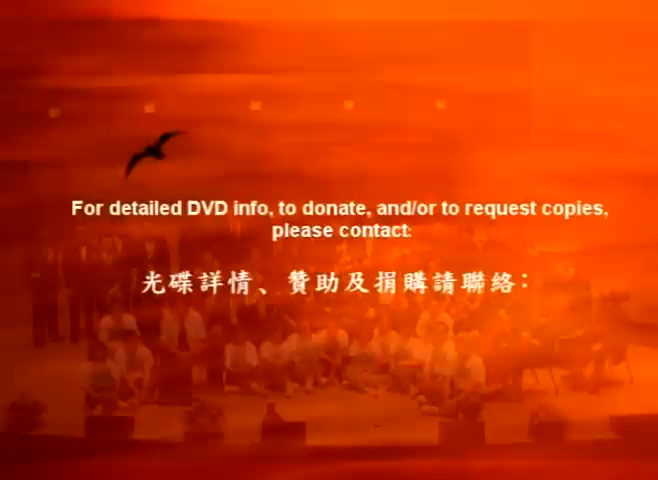 For detailed DVD info, to donate, and/or to request copies,
please contact:
光碟詳情、贊助及捐購請聯絡：